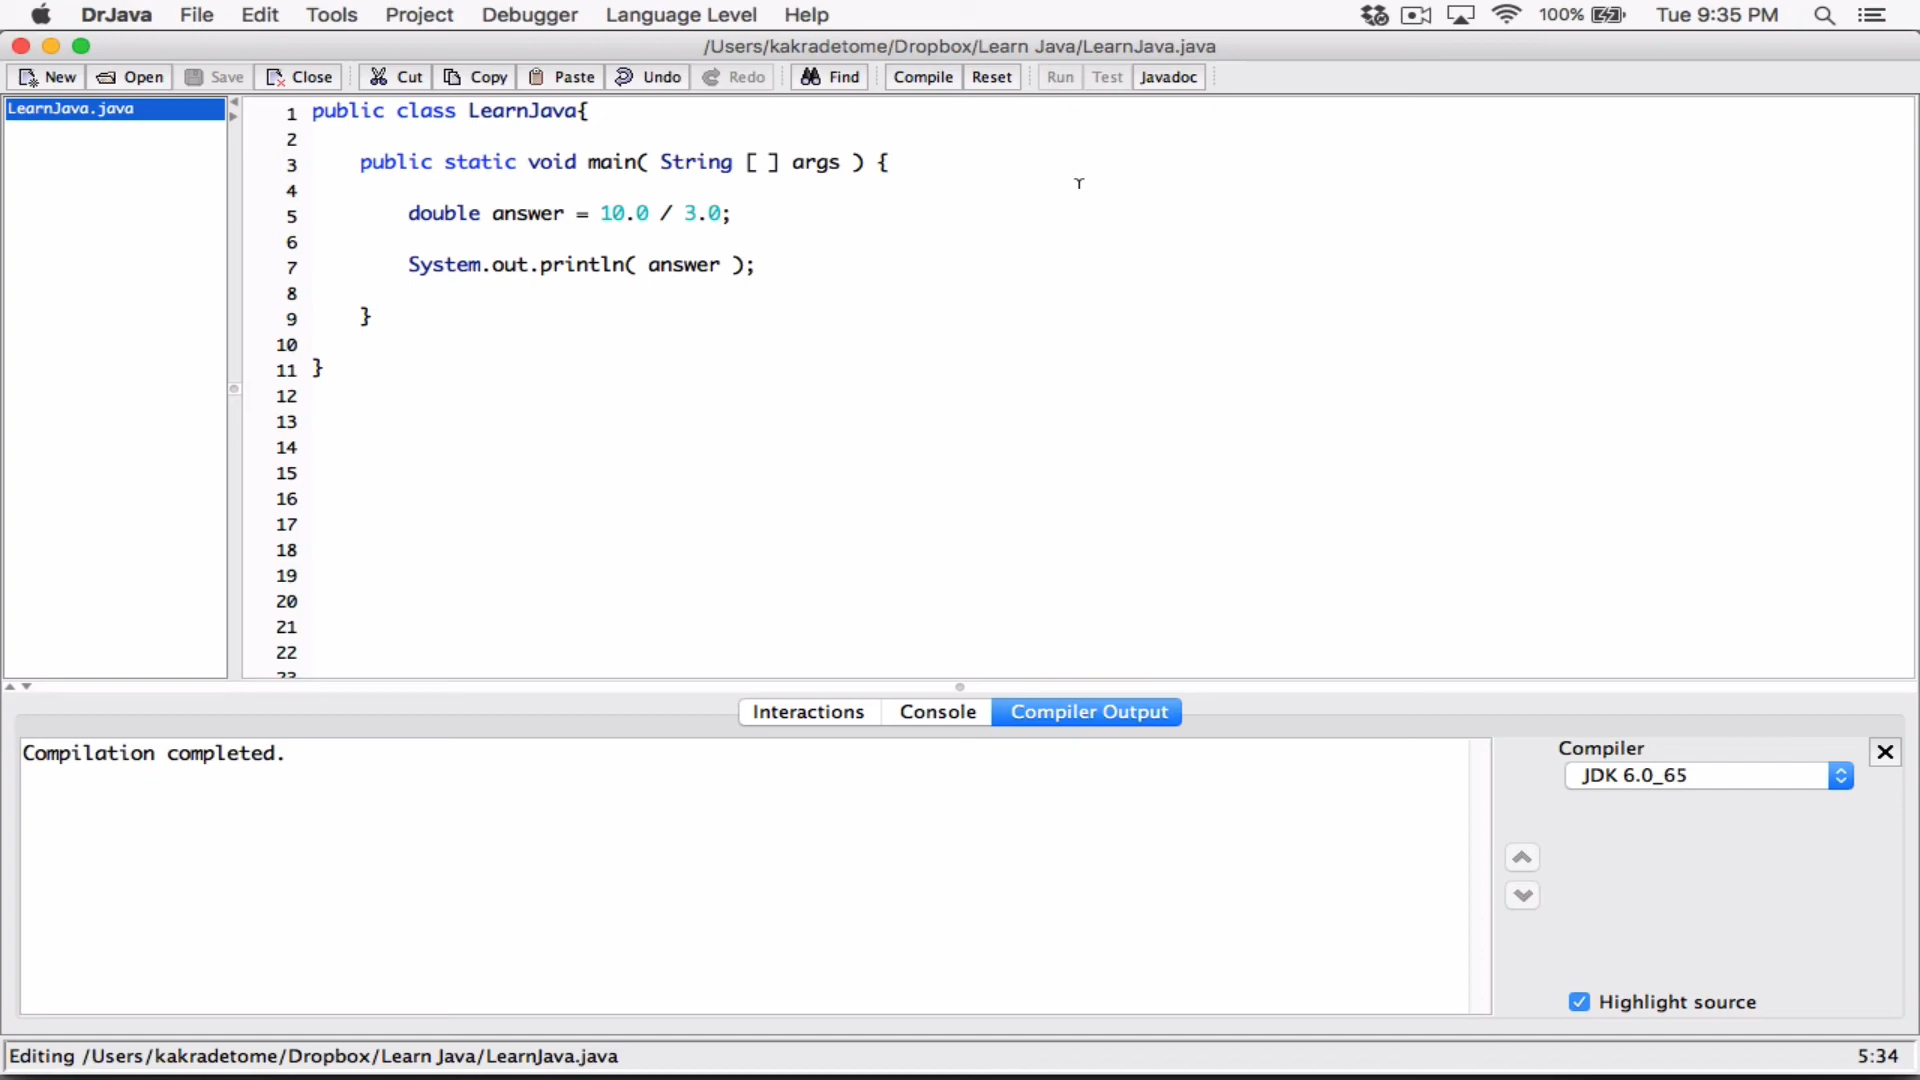 DrJava File Edit Tools Project Debugger Language Level Help 100% Tue 9:35 PM
/Users/kakradetome/Dropbox/Learn Java/LearnJava.java
New Open Save Close Cut Copy Paste Undo Redo Find Compile Reset Run Test Javadoc
LearnJava.java
1 public class LearnJava{
2
3 public static void main( String [ ] args ) {
4
5 double answer = 10.0 / 3.0;
6
7 System.out.println( answer );
8
9 }
10
11 }
12
13
14
15
16
17
18
19
20
21
22
23
Interactions Console Compiler Output
Compilation completed.
Compiler
JDK 6.0_65
Highlight source
Editing /Users/kakradetome/Dropbox/Learn Java/LearnJava.java 5:34